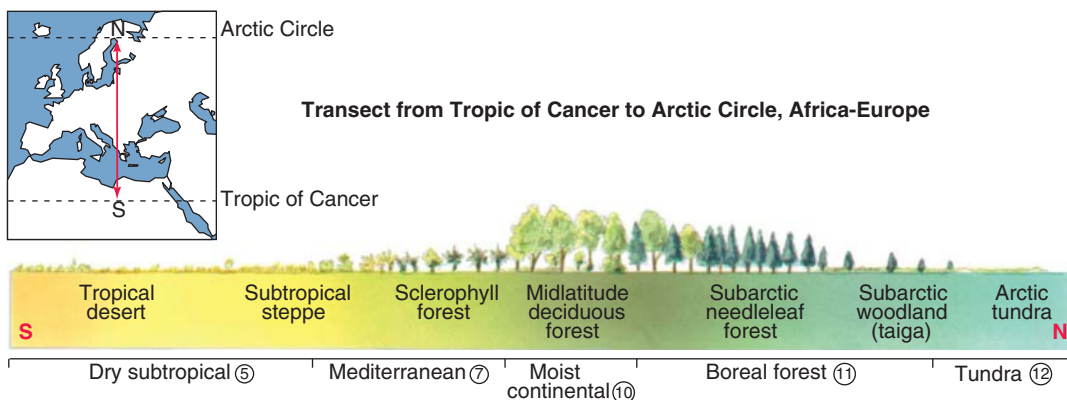 N
Arctic Circle
Transect from Tropic of Cancer to Arctic Circle, Africa-Europe
Tropic of Cancer
S
Tropical
desert
Subtropical
steppe
Sclerophyll
forest
Midlatitude
deciduous
forest
Subarctic
needleleaf
forest
Subarctic
woodland
(taiga)
Arctic
tundra
S
N
Dry subtropical ⑤
Mediterranean ⑦
Moist
continental ⑩
Boreal forest ⑪
Tundra ⑫